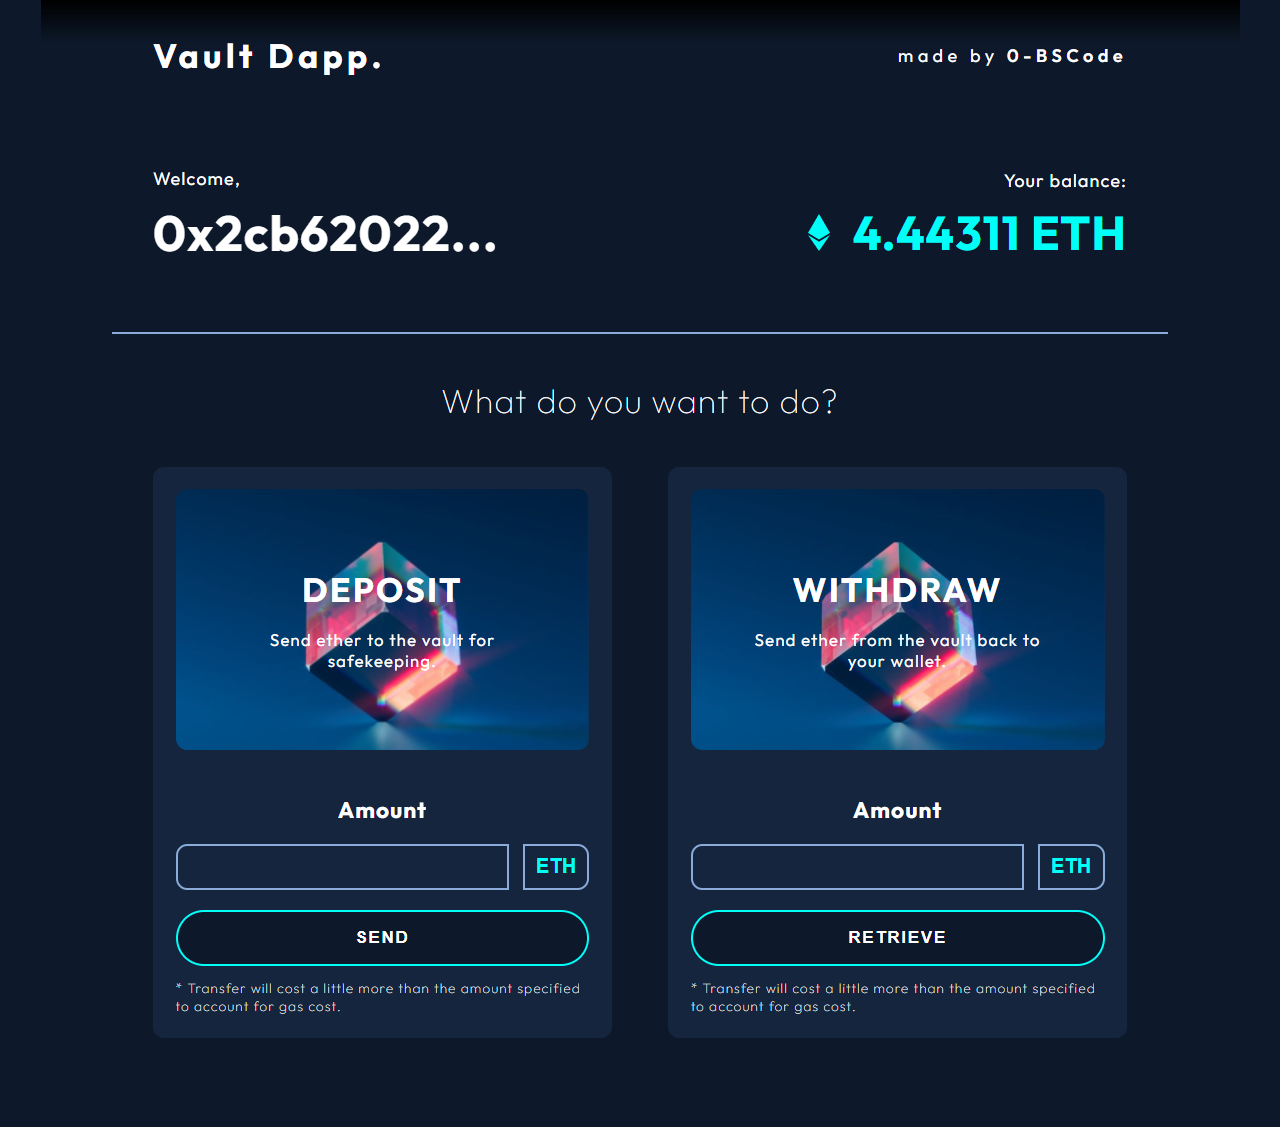 Vault Dapp.
made by 0-BSCode
Welcome,
0x2cb62022...
Your balance:
4.44311 ETH
What do you want to do?
DEPOSIT
Send ether to the vault for
safekeeping.
Amount
ETH
SEND
* Transfer will cost a little more than the amount specified
to account for gas cost.
WITHDRAW
Send ether from the vault back to
your wallet.
Amount
ETH
RETRIEVE
* Transfer will cost a little more than the amount specified
to account for gas cost.